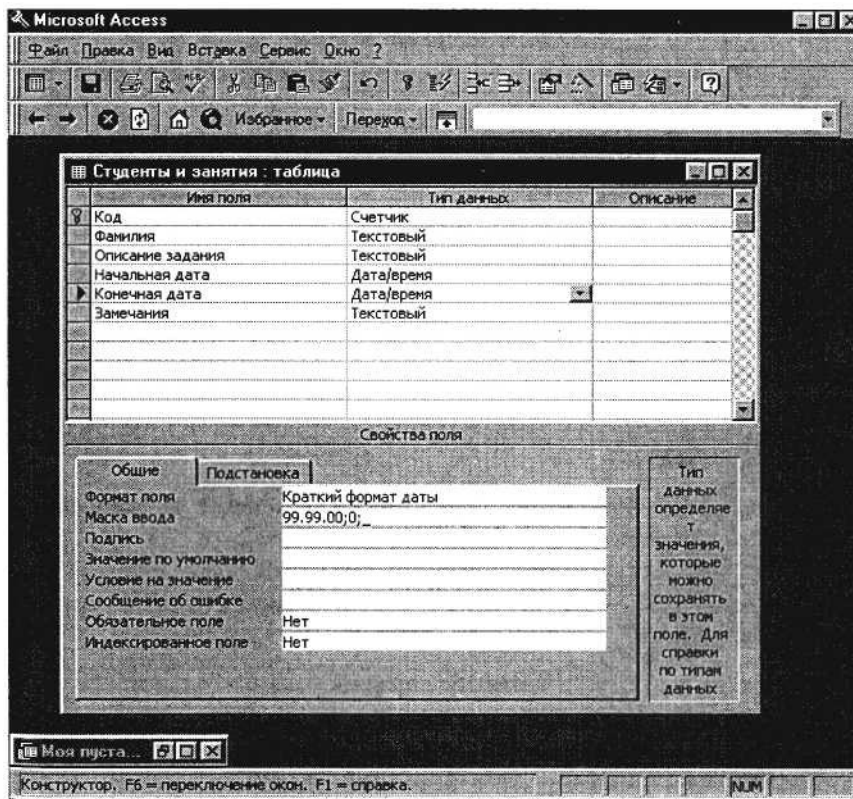 Microsoft Access
Файл Правка Вид Вставка Сервис Окно ?
Избранное Переход
Студенты и занятия : таблица
Имя поля Тип данных Описание
Код Счетчик
Фамилия Текстовый
Описание задания Текстовый
Начальная дата Дата/время
Конечная дата Дата/время
Замечания Текстовый
Свойства поля
Общие Подстановка
Формат поля Краткий формат даты
Маска ввода 99.99.00;0;_
Подпись
Значение по умолчанию
Условие на значение
Сообщение об ошибке
Обязательное поле Нет
Индексированное поле Нет
Тип
данных
определяе
т
значения,
которые
можно
сохранять
в этом
поле. Для
справки
по типам
данных
Моя пуста...
Конструктор. F6 = переключение окон. F1 = справка. NUM